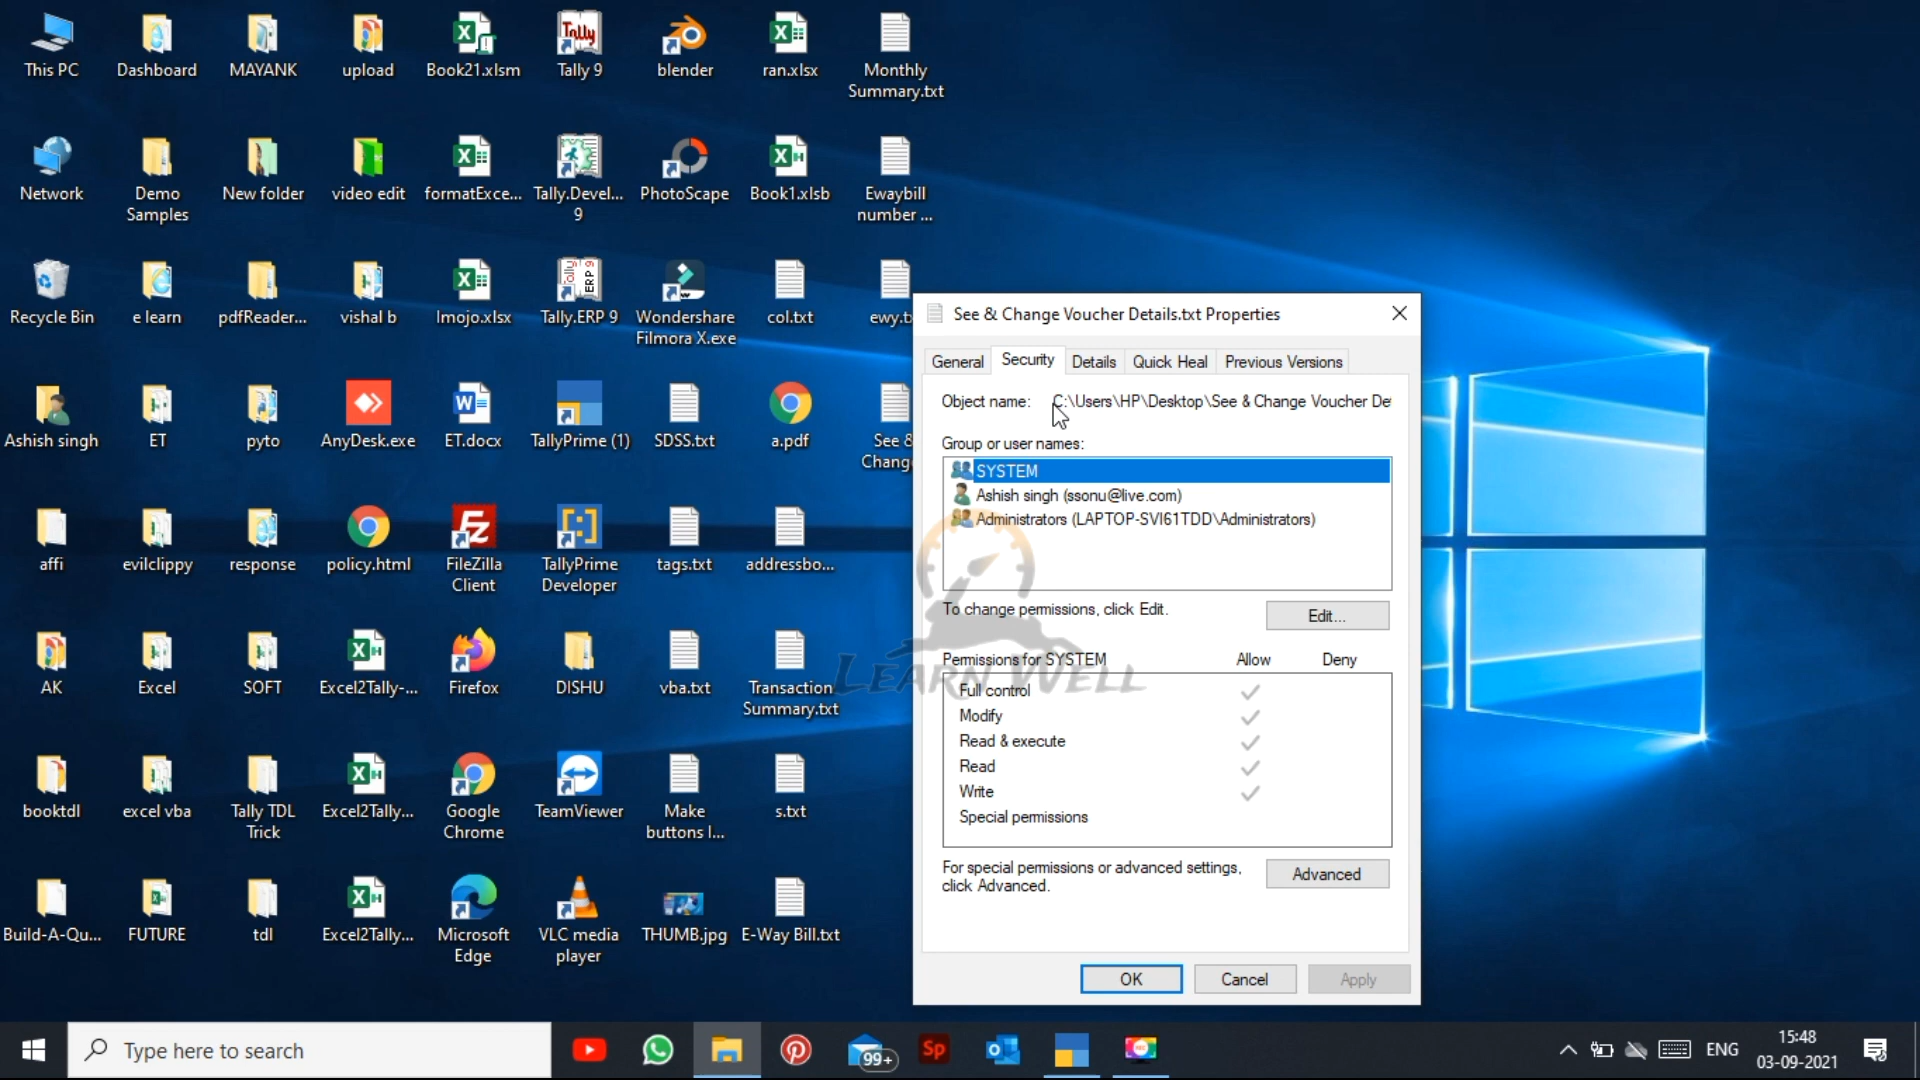 This PC
Dashboard
MAYANK
upload
Book21.xlsm
Tally 9
blender
ran.xlsx
Monthly
Summary.txt
Network
Demo
Samples
New folder
video edit
formatExce...
Tally.Devel...
9
PhotoScape
Book1.xlsb
Ewaybill
number ...
Recycle Bin
e learn
pdfReader...
vishal b
Imojo.xlsx
Tally.ERP 9
Wondershare
Filmora X.exe
col.txt
ewy.tx
Ashish singh
ET
pyto
AnyDesk.exe
ET.docx
TallyPrime (1)
SDSS.txt
a.pdf
See &
Change
affi
evilclippy
response
policy.html
FileZilla
Client
TallyPrime
Developer
tags.txt
addressbo...
AK
Excel
SOFT
Excel2Tally-...
Firefox
DISHU
vba.txt
Transaction
Summary.txt
booktdl
excel vba
Tally TDL
Trick
Excel2Tally...
Google
Chrome
TeamViewer
Make
buttons l...
s.txt
Build-A-Qu...
FUTURE
tdl
Excel2Tally...
Microsoft
Edge
VLC media
player
THUMB.jpg
E-Way Bill.txt
See & Change Voucher Details.txt Properties
General Security Details Quick Heal Previous Versions
Object name: C:\Users\HP\Desktop\See & Change Voucher Det
Group or user names:
SYSTEM
Ashish singh (ssonu@live.com)
Administrators (LAPTOP-SVI61TDD\Administrators)
To change permissions, click Edit.
Edit...
LEARN WELL
Permissions for SYSTEM Allow Deny
Full control
Modify
Read & execute
Read
Write
Special permissions
For special permissions or advanced settings,
click Advanced.
Advanced
OK Cancel Apply
Type here to search
99+
Sp
ENG
15:48
03-09-2021